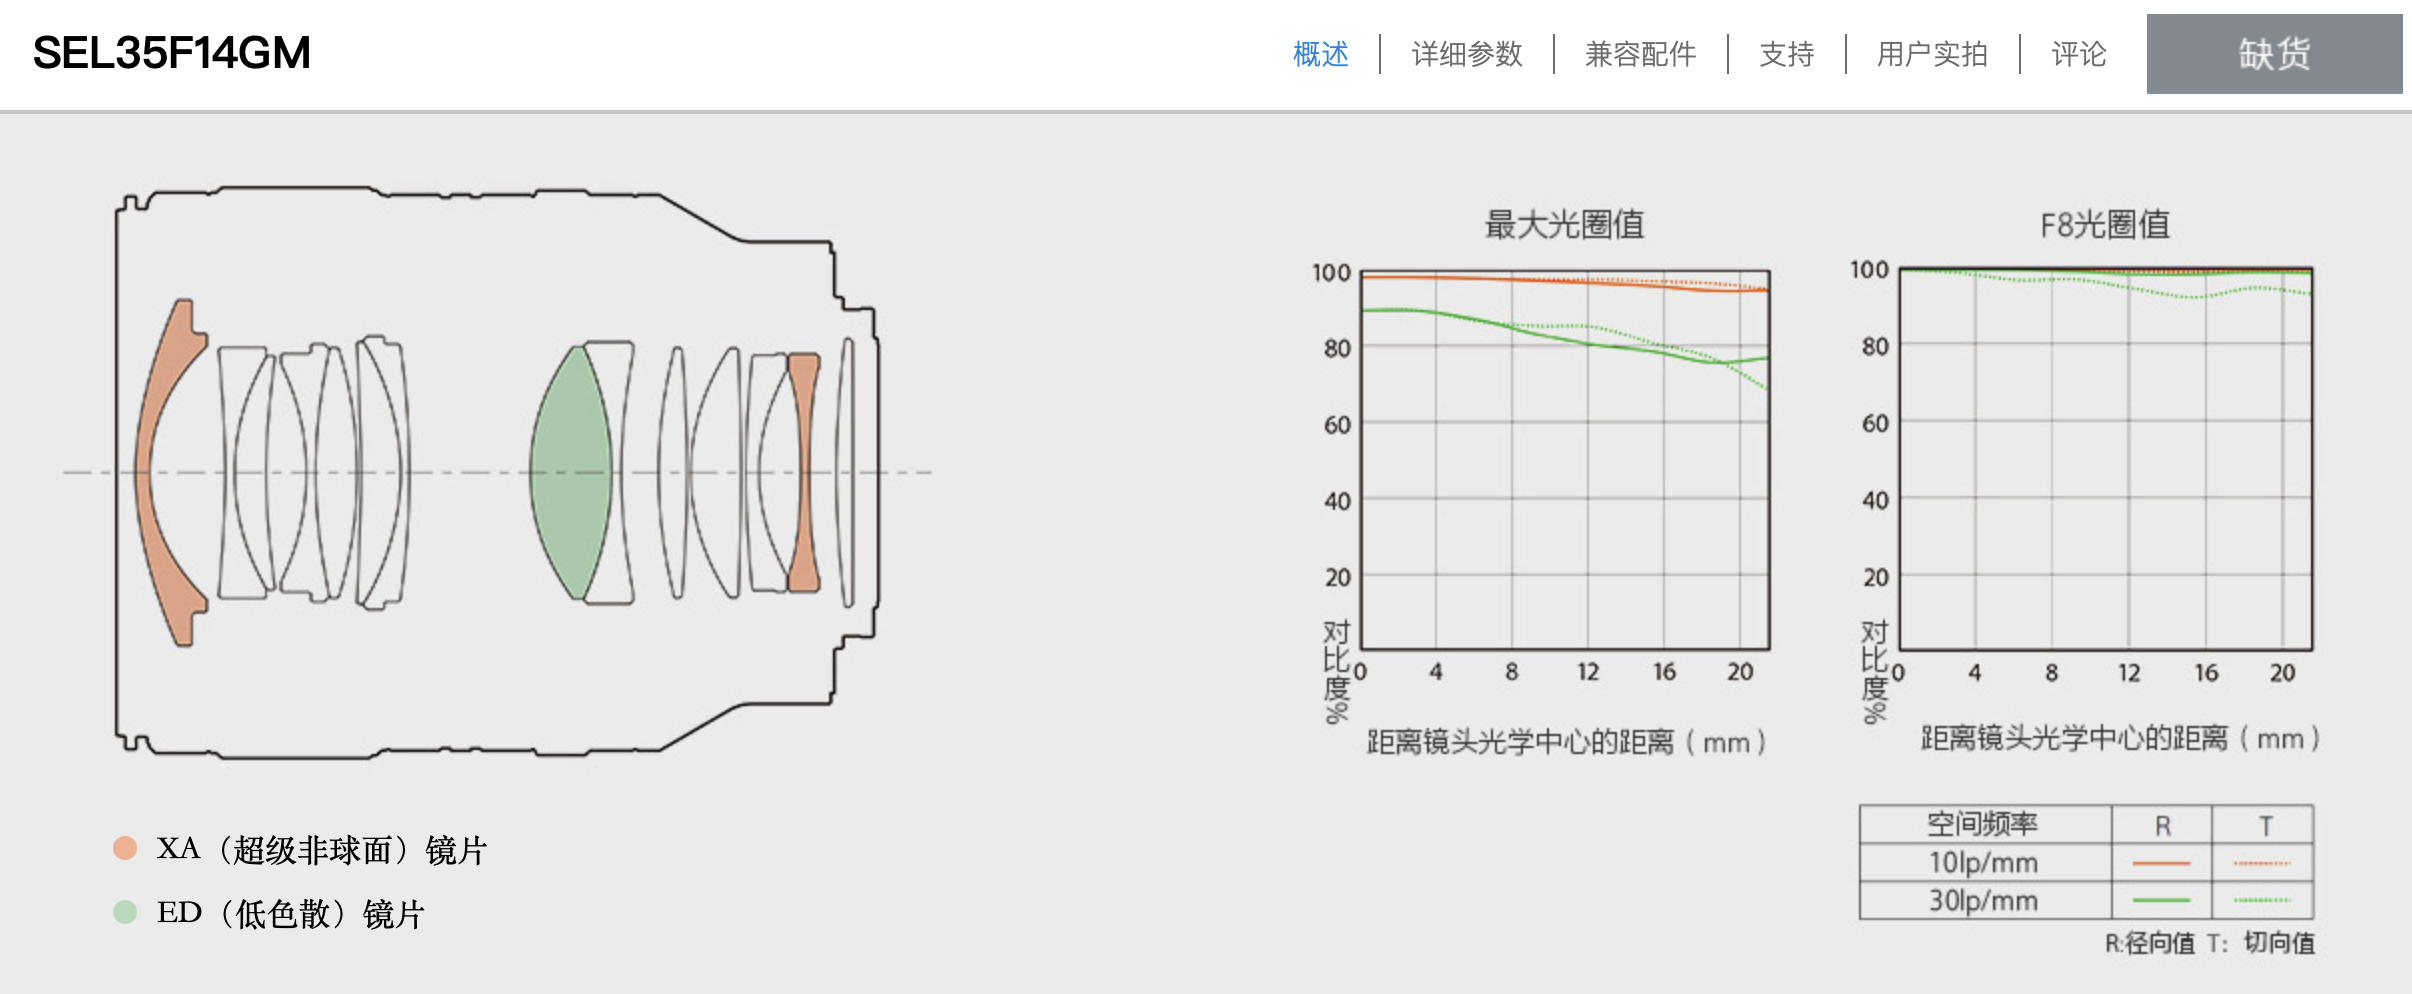 SEL35F14GM
概述
详细参数
兼容配件
支持
用户实拍
评论
缺货
XA（超级非球面）镜片
ED（低色散）镜片
最大光圈值
100
80
60
40
20
对比度%
0 4 8 12 16 20
距离镜头光学中心的距离（mm）
F8光圈值
100
80
60
40
20
对比度%
0 4 8 12 16 20
距离镜头光学中心的距离（mm）
空间频率 R T
10lp/mm
30lp/mm
R:径向值 T: 切向值